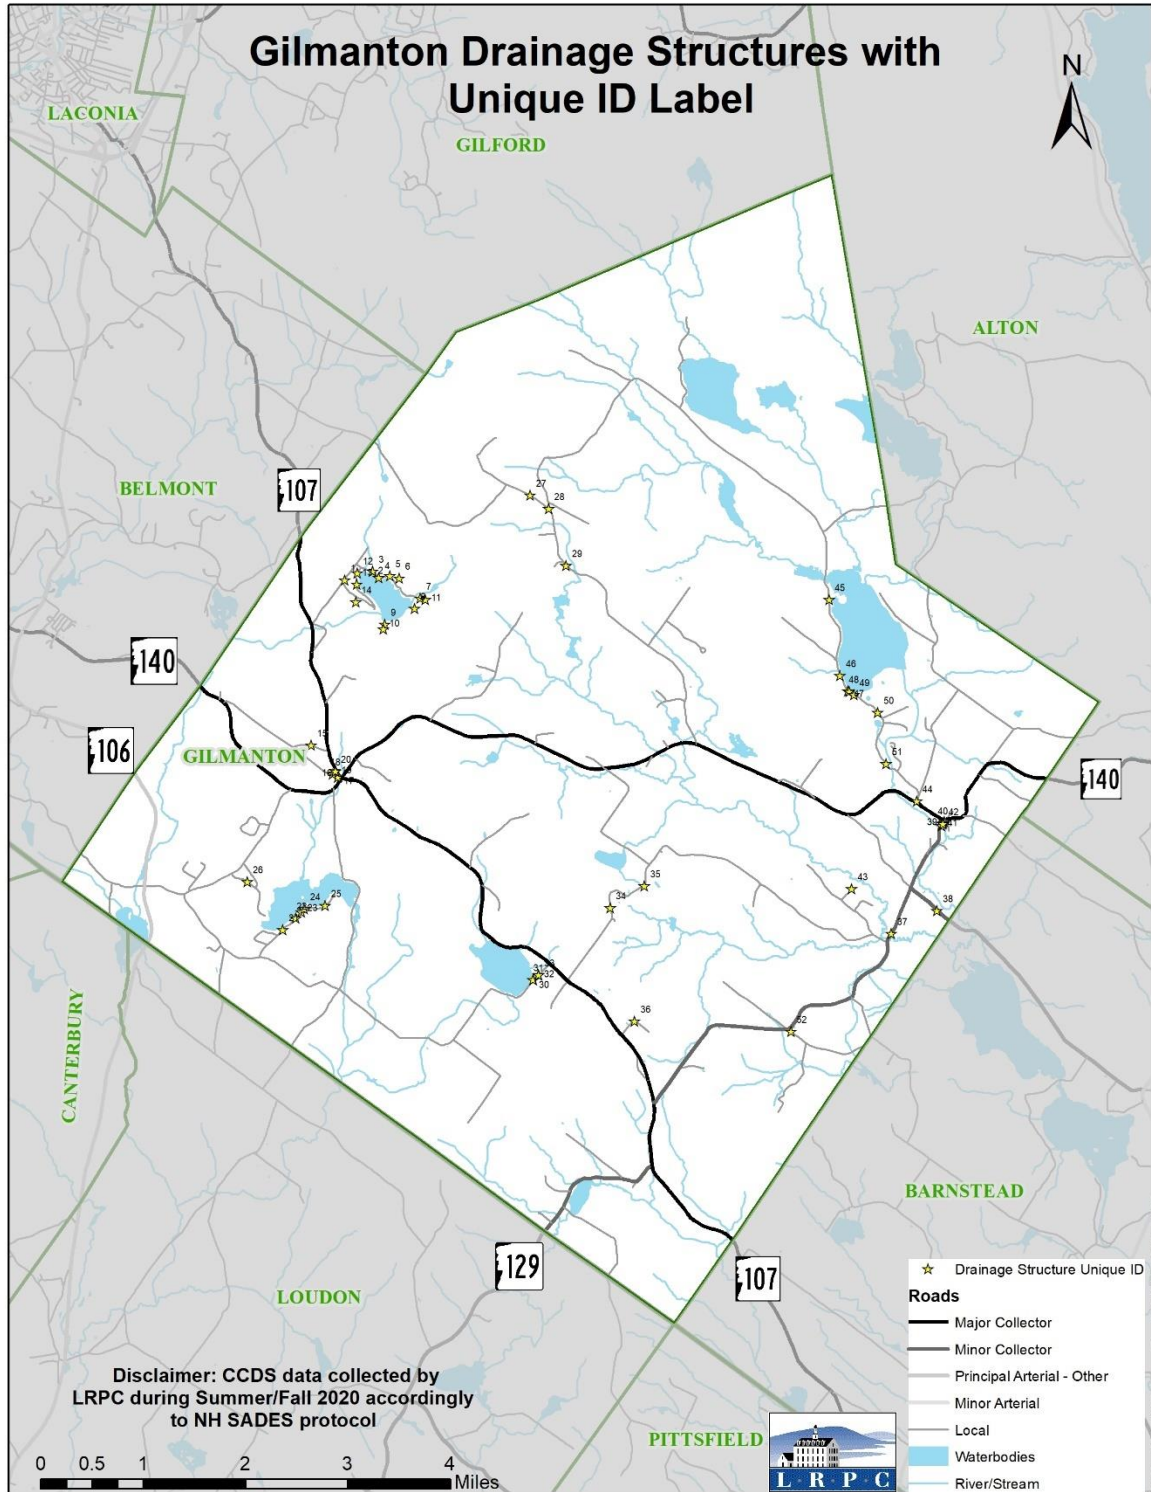 Gilmanton Drainage Structures with
Unique ID Label
N
LACONIA
GILFORD
ALTON
BELMONT
107
27
28
29
12
3
2
4
5
6
7
11
14
9
10
45
46
48
49
47
50
51
140
106
15
GILMANTON
20
44
40
42
39
41
140
26
24
25
23
35
34
43
38
37
31
32
30
36
52
CANTERBURY
BARNSTEAD
129
107
LOUDON
PITTSFIELD
Disclaimer: CCDS data collected by
LRPC during Summer/Fall 2020 accordingly
to NH SADES protocol
0 0.5 1 2 3 4
Miles
L·R·P·C
Drainage Structure Unique ID
Roads
Major Collector
Minor Collector
Principal Arterial - Other
Minor Arterial
Local
Waterbodies
River/Stream